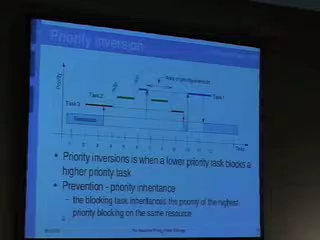 Priority inversion
Priority
Task 1
Task 2
Task 3
Time
• Priority inversions is when a lower priority task blocks a
higher priority task
• Prevention - priority inheritance
– the blocking task inheritances the priority of the highest
priority blocking on the same resource